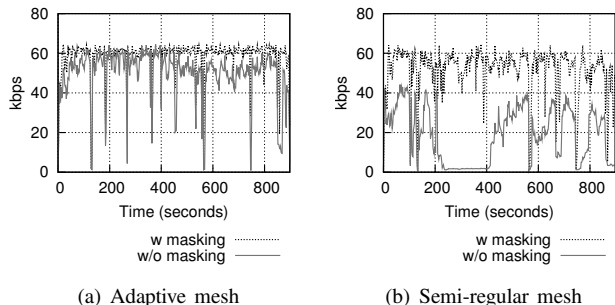 80
60
40
20
0
kbps
0 200 400 600 800
Time (seconds)
w masking
w/o masking
(a) Adaptive mesh
80
60
40
20
0
kbps
0 200 400 600 800
Time (seconds)
w masking
w/o masking
(b) Semi-regular mesh